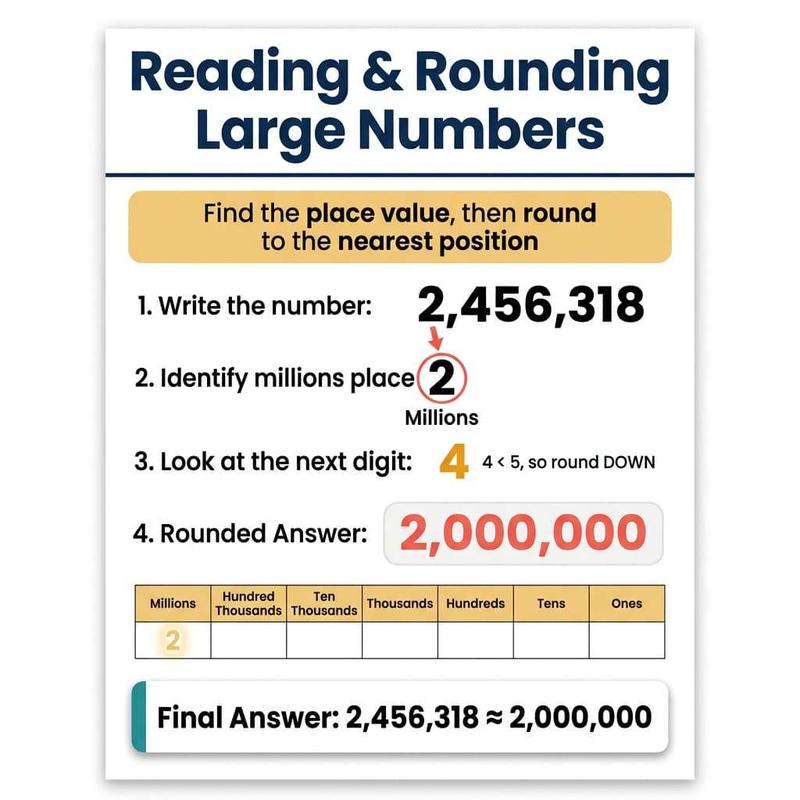 Reading & Rounding
Large Numbers
Find the place value, then round
to the nearest position
1. Write the number: 2,456,318
2. Identify millions place 2
Millions
3. Look at the next digit: 4 4 < 5, so round DOWN
4. Rounded Answer: 2,000,000
Millions Hundred Thousands Ten Thousands Thousands Hundreds Tens Ones
2
Final Answer: 2,456,318 ≈ 2,000,000